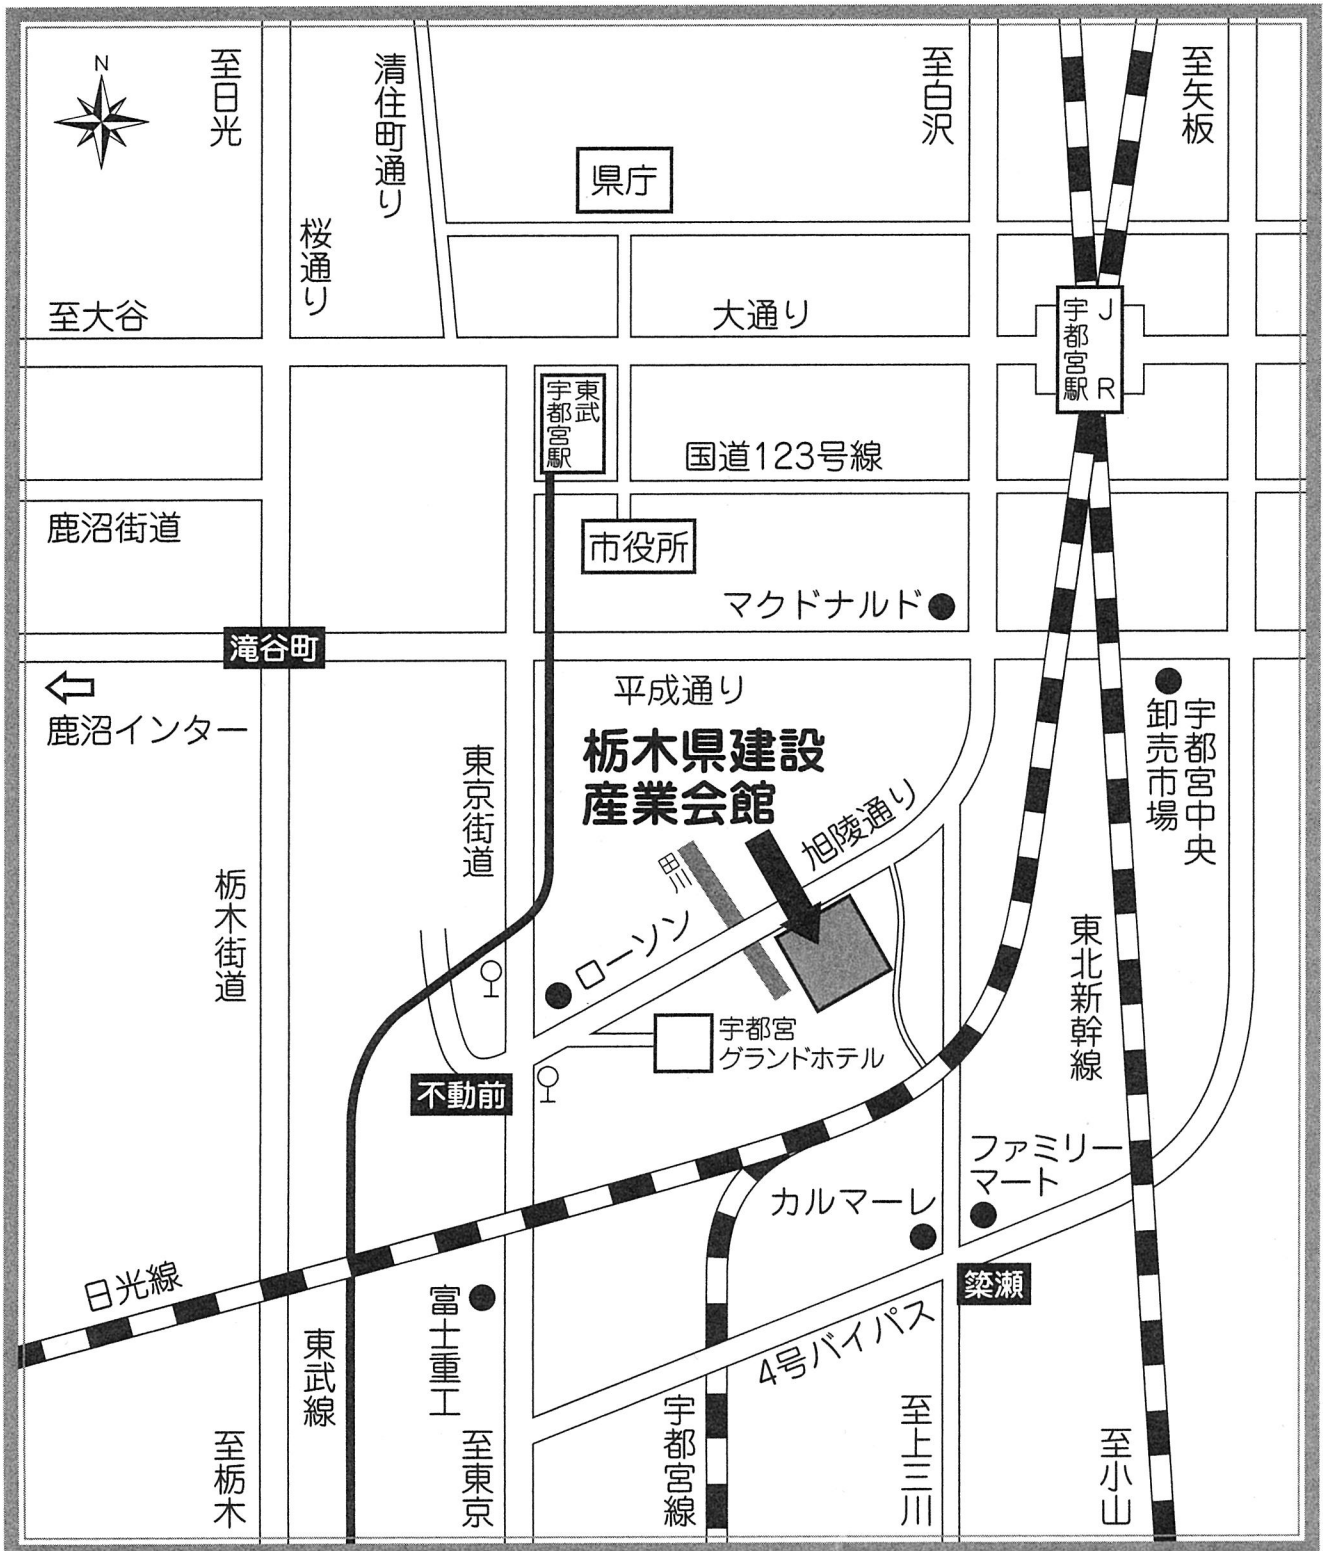 N
至日光
清住町通り
至白沢
至矢板
県庁
桜通り
至大谷
大通り
JR
宇都宮駅
東武
宇都宮駅
国道123号線
鹿沼街道
市役所
マクドナルド
滝谷町
鹿沼インター
平成通り
宇都宮中央
卸売市場
栃木県建設
産業会館
東京街道
旭陵通り
田川
栃木街道
ローソン
東北新幹線
宇都宮
グランドホテル
不動前
ファミリー
マート
カルマーレ
簗瀬
日光線
富士重工
4号バイパス
東武線
宇都宮線
至上三川
至小山
至栃木
至東京